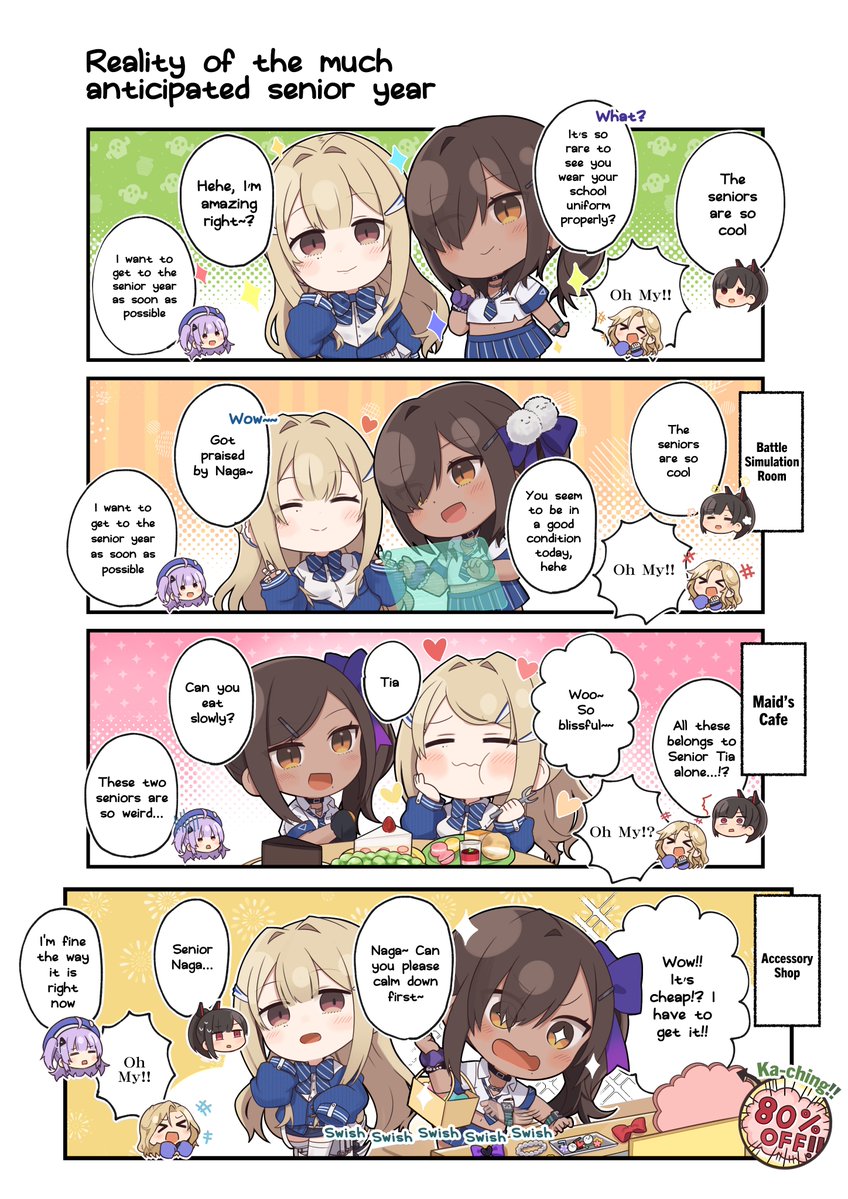 Reality of the much
anticipated senior year
Hehe, I'm
amazing
right~?
What?
It's so
rare to
see you
wear your
school
uniform
properly?
The
seniors
are so
cool
I want to
get to the
senior year
as soon as
possible
Oh My!!
Battle
Simulation
Room
Wow~~
Got
praised
by Naga~
The
seniors
are so
cool
I want to
get to the
senior year
as soon as
possible
You seem
to be in
a good
condition
today,
hehe
Oh My!!
Maid's
Cafe
Can you
eat
slowly?
Tia
Woo~
So
blissful~~
All these
belongs to
Senior Tia
alone...!?
These two
seniors are
so weird...
Oh My!?
Accessory
Shop
I'm fine
the way
it is
right
now
Senior
Naga...
Naga~ Can
you please
calm down
first~
Wow!!
It's
cheap!? I
have to
get it!!
Oh
My!!
Swish Swish Swish Swish Swish
Ka-ching!!
80%
OFF!!